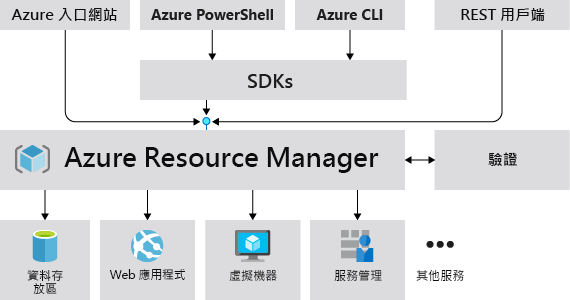 Azure 入口網站
Azure PowerShell
Azure CLI
REST 用戶端
SDKs
Azure Resource Manager
驗證
資料存
放區
Web 應用程式
虛擬機器
服務管理
其他服務